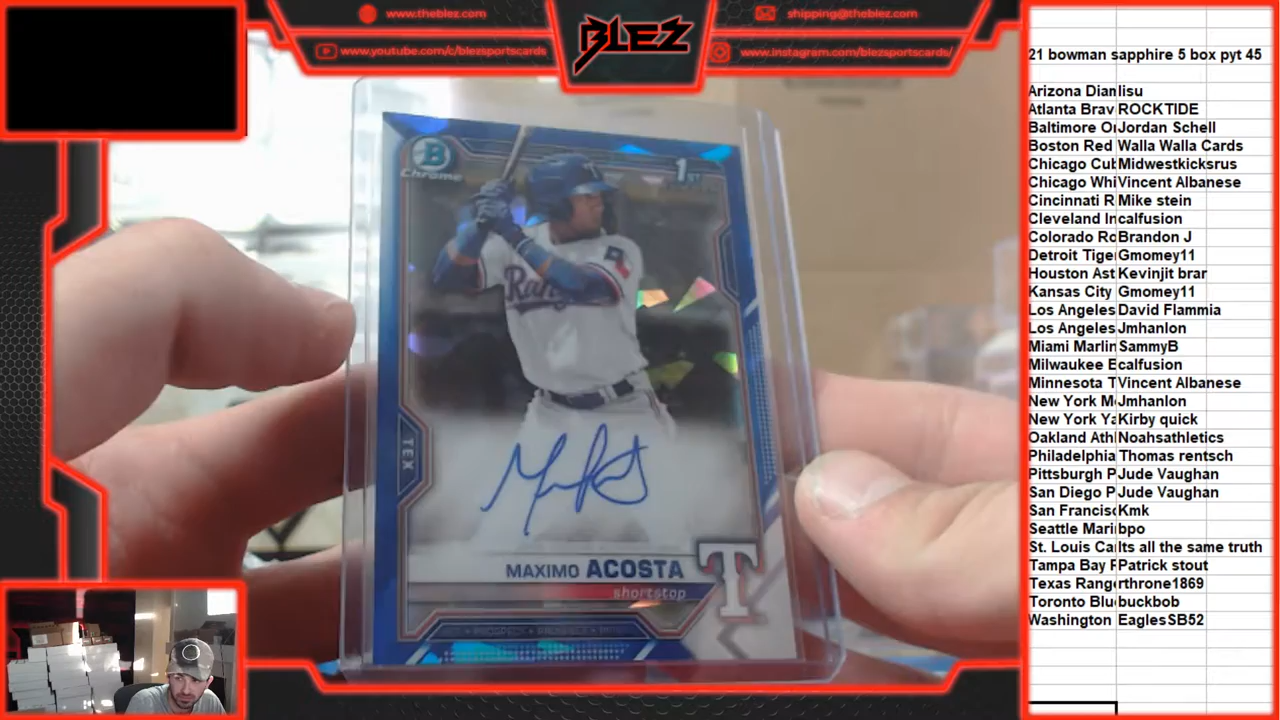 www.theblez.com
shipping@theblez.com
www.youtube.com/c/blezsportscards
www.instagram.com/blezsportscards/
BLEZ
21 bowman sapphire 5 box pyt 45
Arizona Diam lisu
Atlanta Brav ROCKTIDE
Baltimore O Jordan Schell
Boston Red Walla Walla Cards
Chicago Cub Midwestkicksrus
Chicago Whi Vincent Albanese
Cincinnati R Mike stein
Cleveland In calfusion
Colorado Ro Brandon J
Detroit Tige Gmomey11
Houston Ast Kevinjit brar
Kansas City Gmomey11
Los Angeles David Flammia
Los Angeles Jmhanlon
Miami Marlin SammyB
Milwaukee B calfusion
Minnesota T Vincent Albanese
New York M Jmhanlon
New York Ya Kirby quick
Oakland Ath Noahsathletics
Philadelphia Thomas rentsch
Pittsburgh P Jude Vaughan
San Diego P Jude Vaughan
San Francisc Kmk
Seattle Mari bpo
St. Louis Ca Its all the same truth
Tampa Bay R Patrick stout
Texas Range rthrone1869
Toronto Blu buckbob
Washington EaglesSB52
B
Chrome
1ST
T
Rang
TEX
MAXIMO ACOSTA
shortstop
T